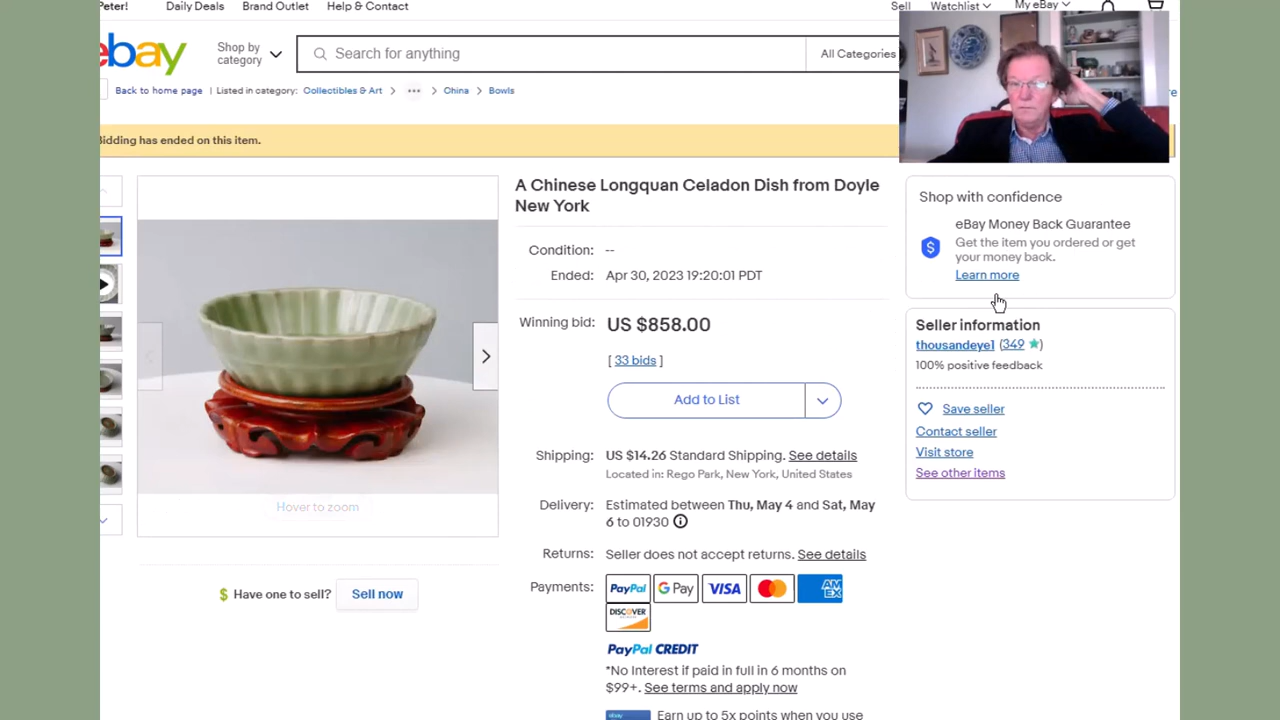 Peter!
Daily Deals
Brand Outlet
Help & Contact
Sell
Watchlist
My eBay
ebay
Shop by
category
Search for anything
All Categories
Back to home page
Listed in category:
Collectibles & Art
China
Bowls
Bidding has ended on this item.
A Chinese Longquan Celadon Dish from Doyle
New York
Condition: --
Ended: Apr 30, 2023 19:20:01 PDT
Winning bid: US $858.00
[ 33 bids ]
Add to List
Shipping: US $14.26 Standard Shipping. See details
Located in: Rego Park, New York, United States
Delivery: Estimated between Thu, May 4 and Sat, May
6 to 01930
Returns: Seller does not accept returns. See details
Payments: PayPal G Pay VISA MasterCard AM EX
DISCOVER
PayPal CREDIT
*No Interest if paid in full in 6 months on
$99+. See terms and apply now
Earn up to 5x points when you use
Hover to zoom
$ Have one to sell? Sell now
Shop with confidence
eBay Money Back Guarantee
$ Get the item you ordered or get
your money back.
Learn more
Seller information
thousandeye1 (349)
100% positive feedback
Save seller
Contact seller
Visit store
See other items